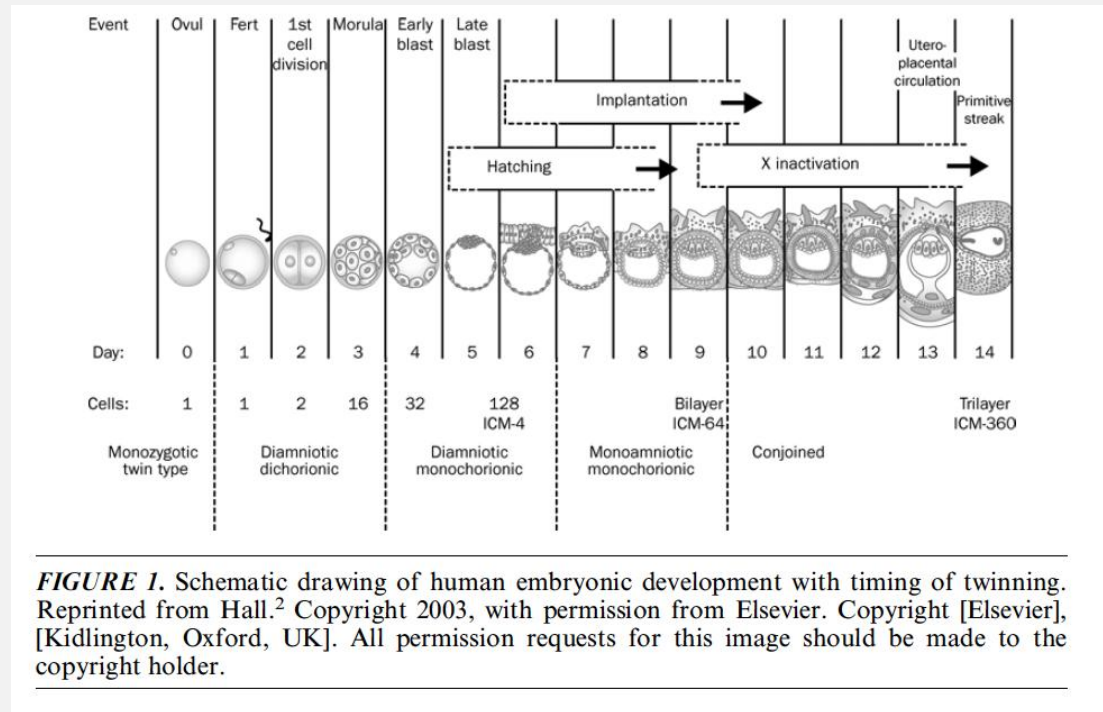 Event Ovul Fert 1st cell division Morula Early blast Late blast
Utero-placental circulation
Primitive streak
Implantation
Hatching
X inactivation
Day: 0 1 2 3 4 5 6 7 8 9 10 11 12 13 14
Cells: 1 1 2 16 32 128 ICM-4 Bilayer ICM-64 Trilayer ICM-360
Monozygotic twin type Diamniotic dichorionic Diamniotic monochorionic Monoamniotic monochorionic Conjoined
FIGURE 1. Schematic drawing of human embryonic development with timing of twinning.
Reprinted from Hall.² Copyright 2003, with permission from Elsevier. Copyright [Elsevier],
[Kidlington, Oxford, UK]. All permission requests for this image should be made to the
copyright holder.